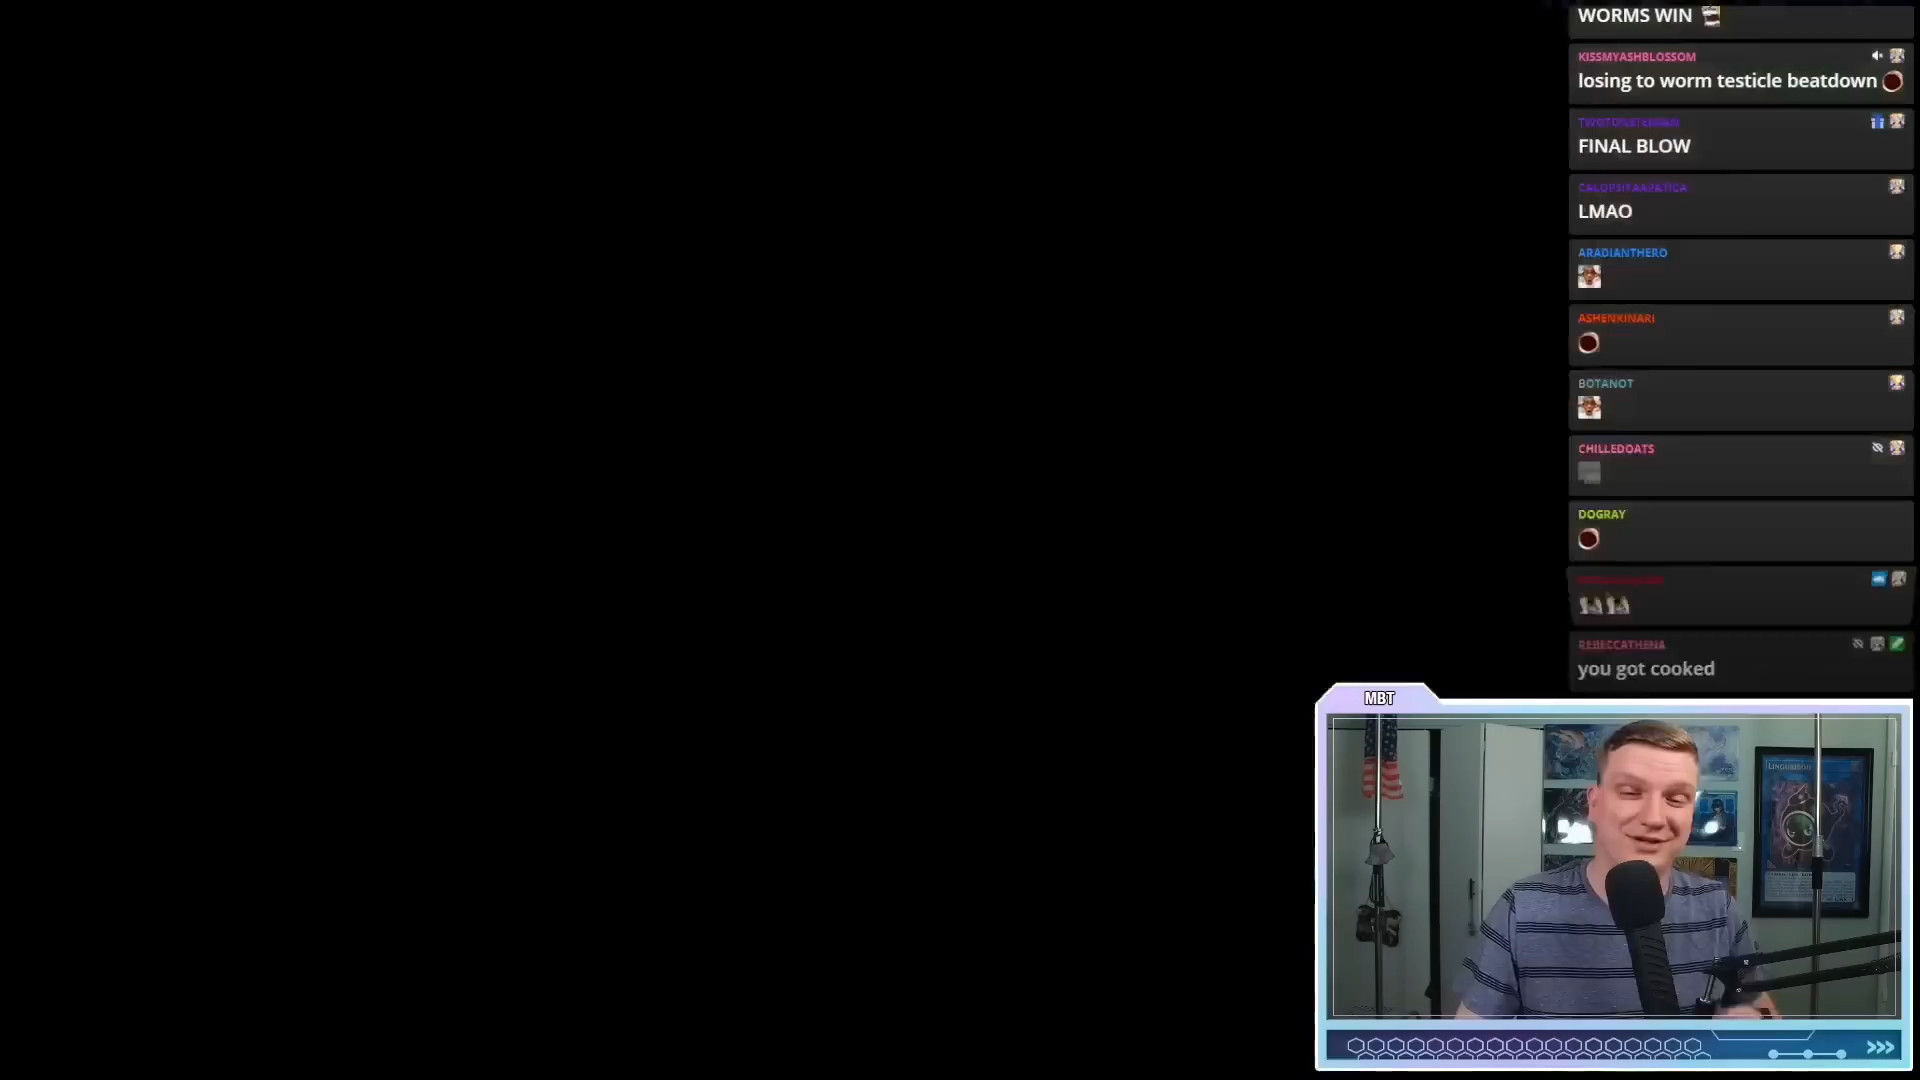 WORMS WIN
KISSMYASHBLOSSOM
losing to worm testicle beatdown
FINAL BLOW
LMAO
ARADIANTHERO
ASHENKINARI
BOTANOT
CHILLEDOATS
DOGRAY
REBECCATHENA
you got cooked
MBT